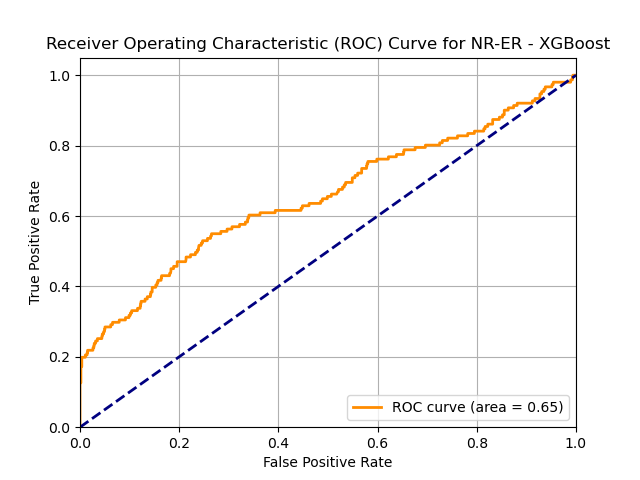 Receiver Operating Characteristic (ROC) Curve for NR-ER - XGBoost
1.0
0.8
0.6
0.4
0.2
0.0
True Positive Rate
ROC curve (area = 0.65)
0.0 0.2 0.4 0.6 0.8 1.0
False Positive Rate